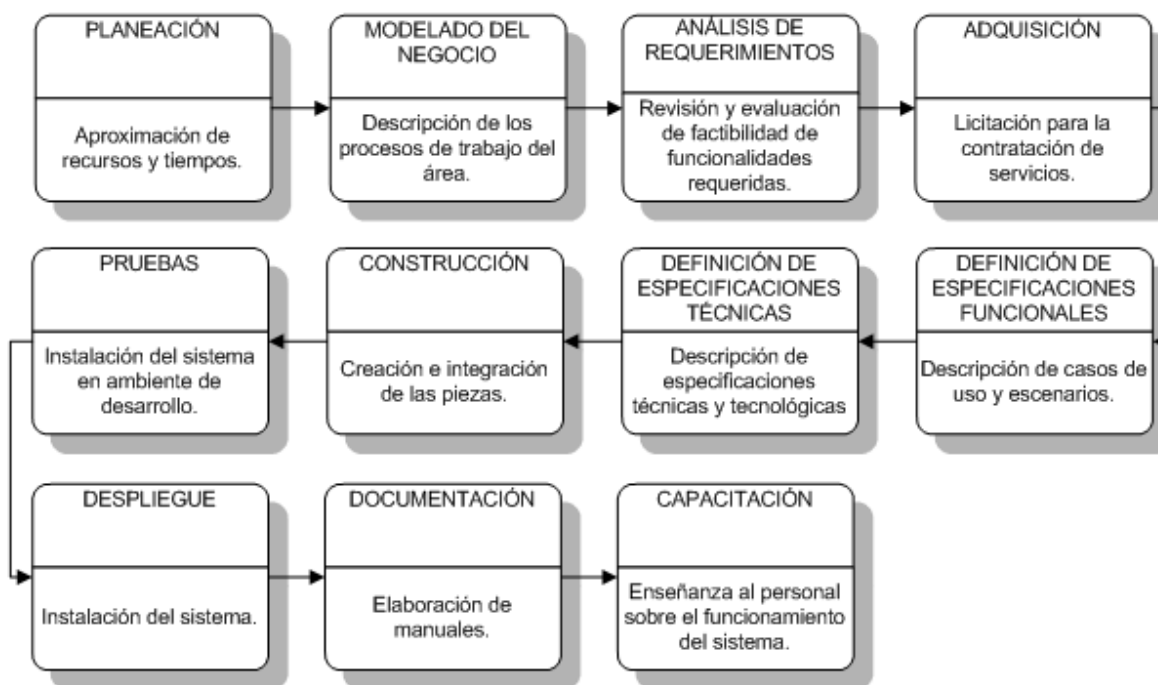 PLANEACIÓN
Aproximación de
recursos y tiempos.
MODELADO DEL
NEGOCIO
Descripción de los
procesos de trabajo del
área.
ANÁLISIS DE
REQUERIMIENTOS
Revisión y evaluación
de factibilidad de
funcionalidades
requeridas.
ADQUISICIÓN
Licitación para la
contratación de
servicios.
DEFINICIÓN DE
ESPECIFICACIONES
FUNCIONALES
Descripción de casos de
uso y escenarios.
DEFINICIÓN DE
ESPECIFICACIONES
TÉCNICAS
Descripción de
especificaciones
técnicas y tecnológicas
CONSTRUCCIÓN
Creación e integración
de las piezas.
PRUEBAS
Instalación del sistema
en ambiente de
desarrollo.
DESPLIEGUE
Instalación del sistema.
DOCUMENTACIÓN
Elaboración de
manuales.
CAPACITACIÓN
Enseñanza al personal
sobre el funcionamiento
del sistema.